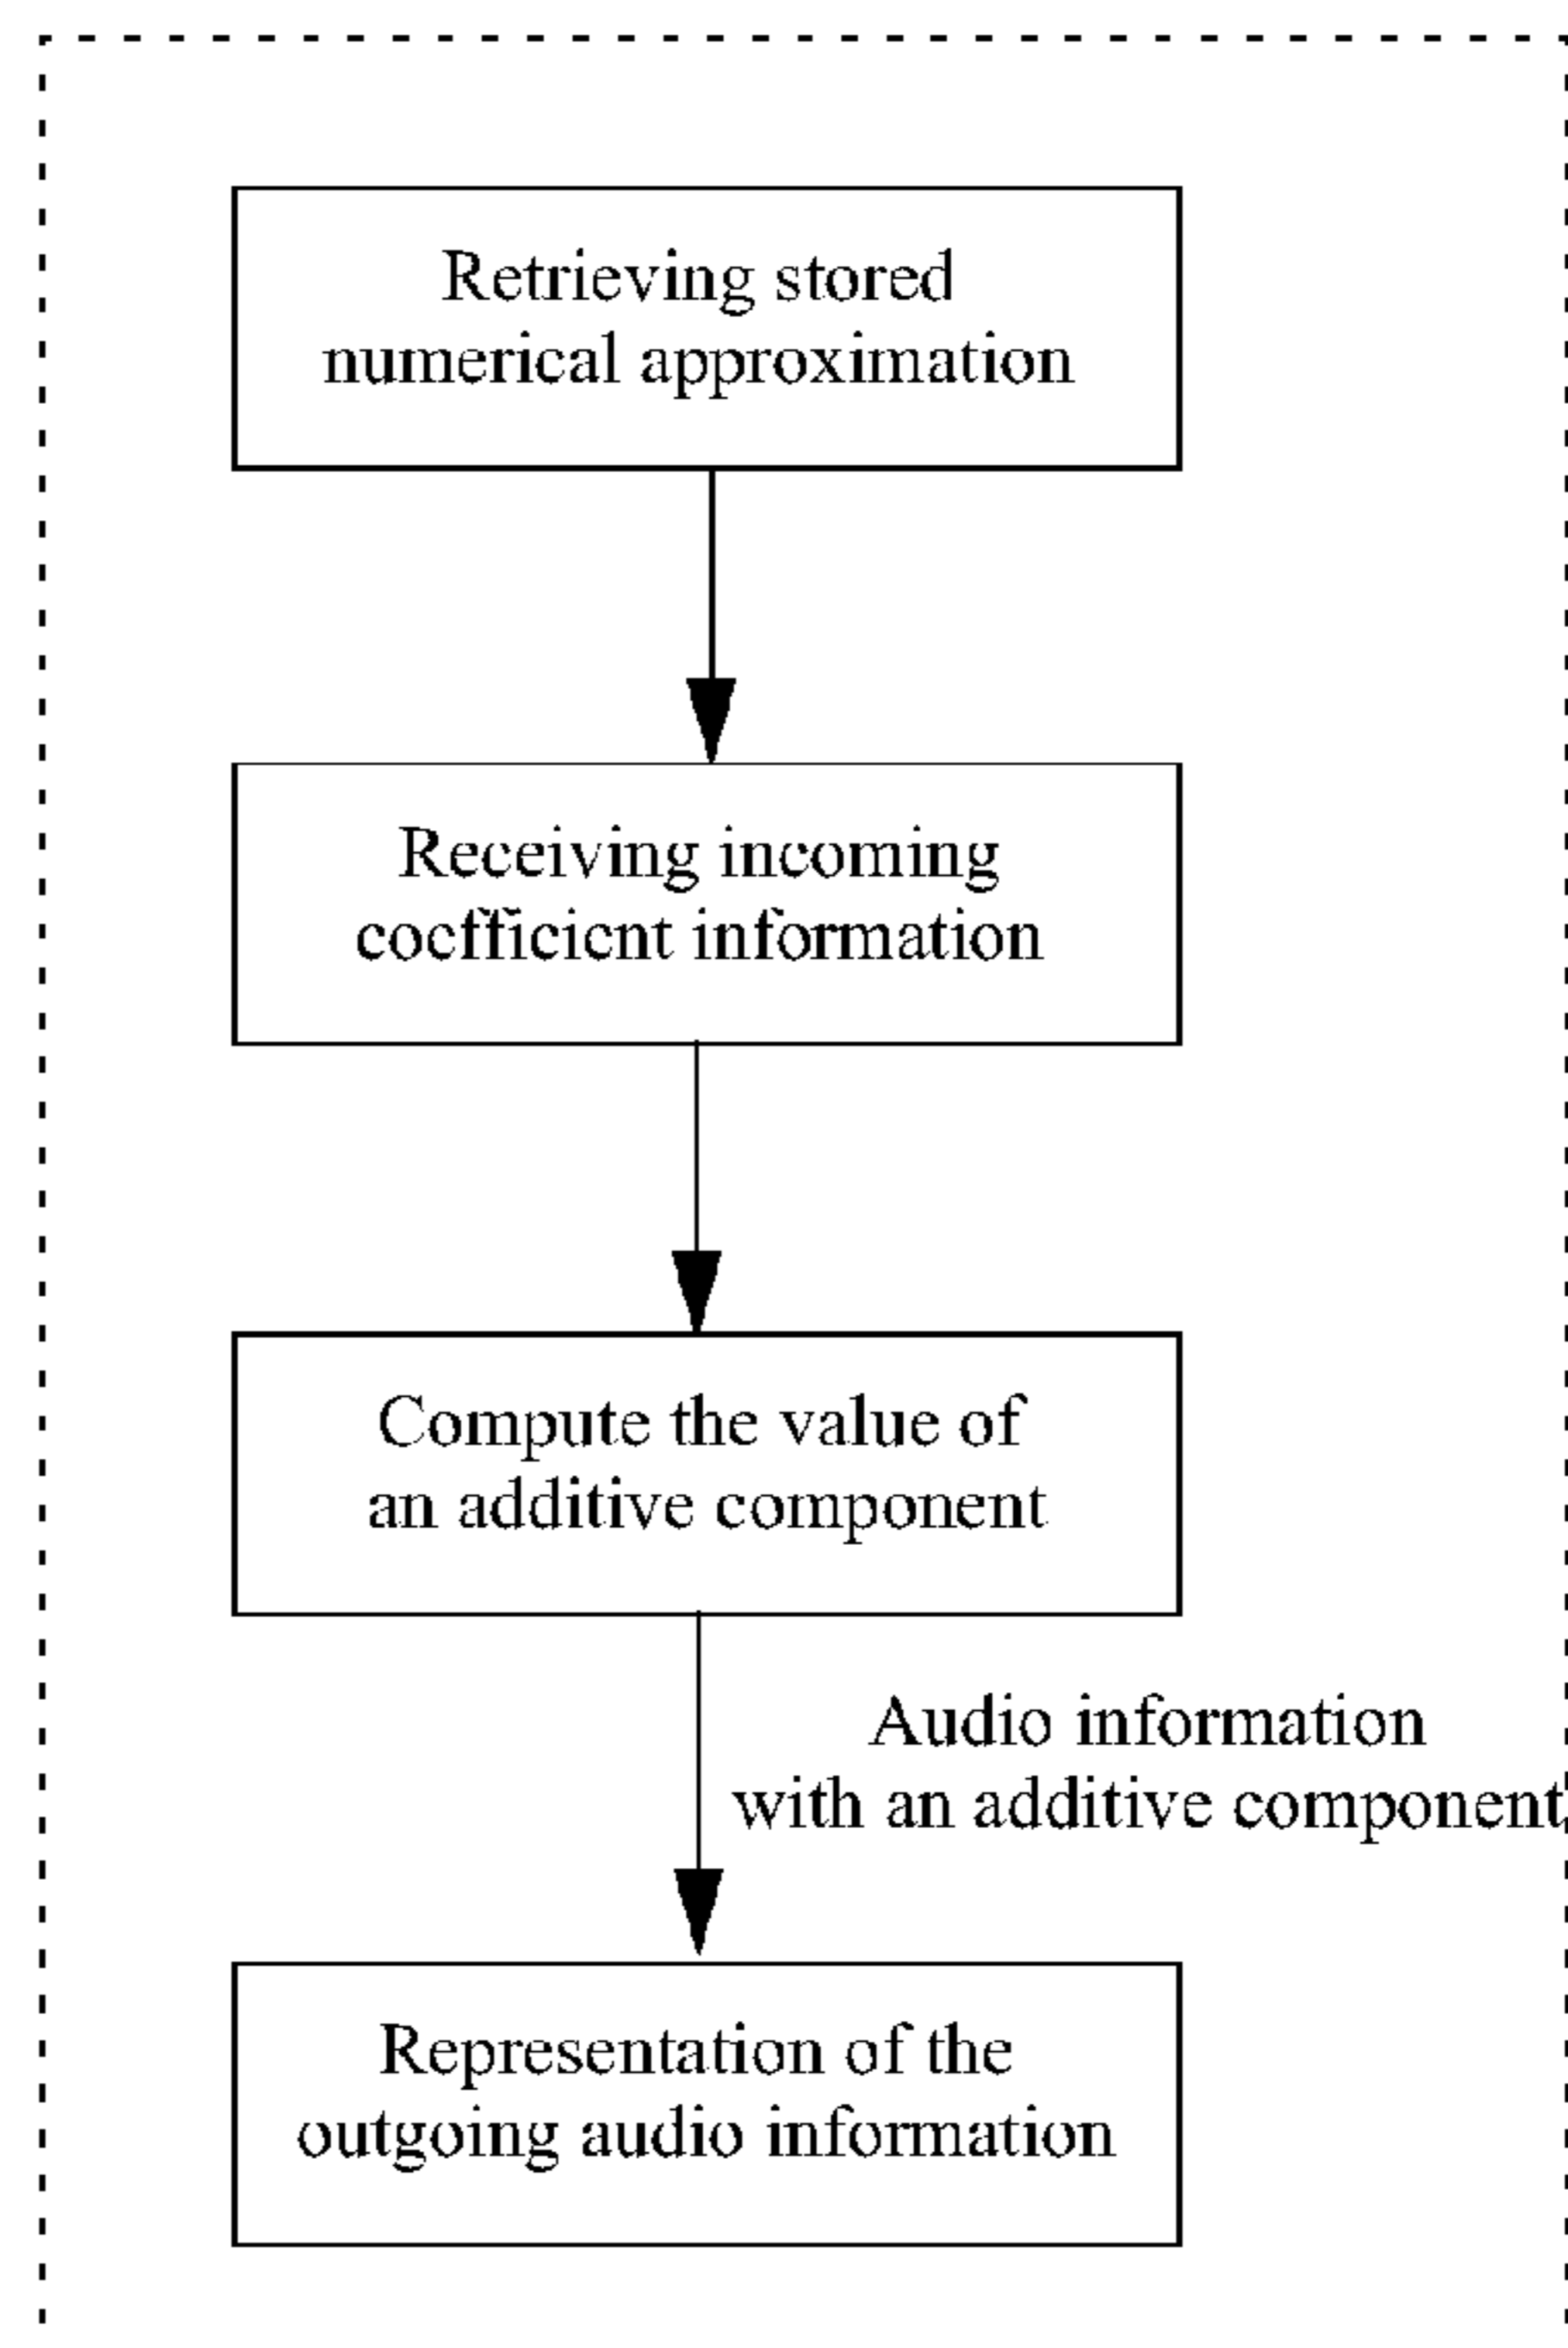 Retrieving stored
numerical approximation
Receiving incoming
coefficient information
Compute the value of
an additive component
Audio information
with an additive component
Representation of the
outgoing audio information